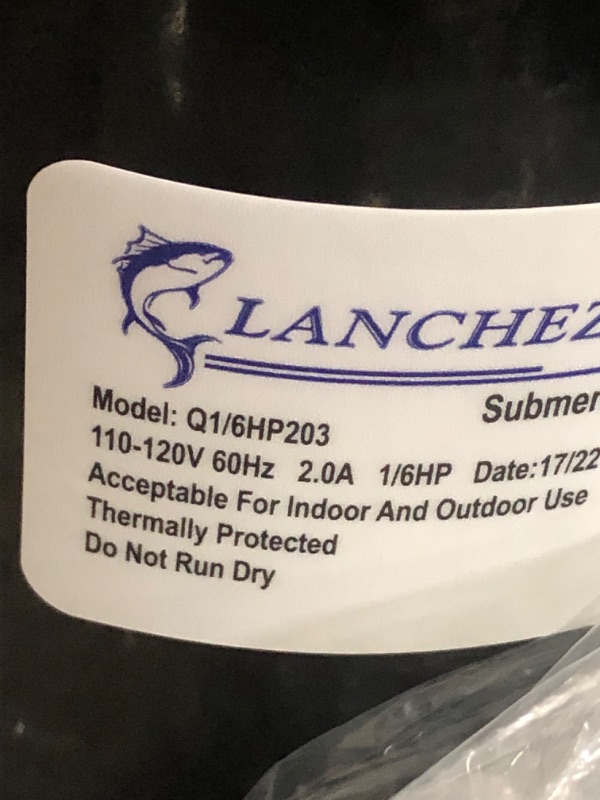 LANCHEZ
Submer
Model: Q1/6HP203
110-120V 60Hz 2.0A 1/6HP Date:17/22
Acceptable For Indoor And Outdoor Use
Thermally Protected
Do Not Run Dry